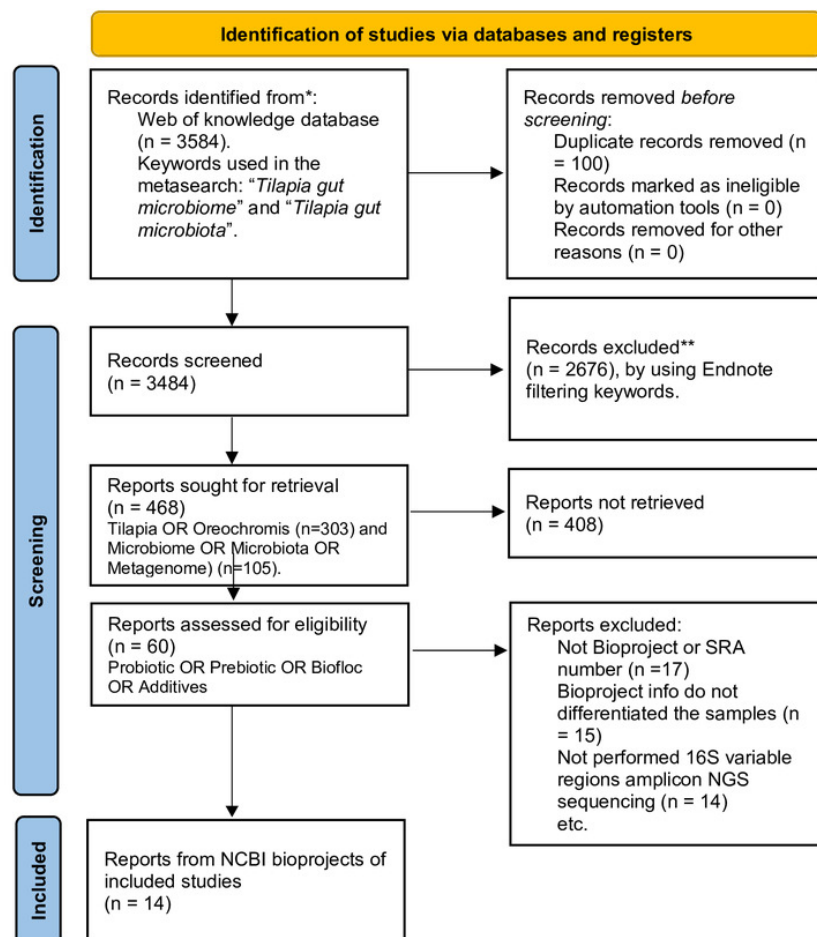 Identification of studies via databases and registers
Identification
Records identified from*:
Web of knowledge database
(n = 3584).
Keywords used in the
metasearch: “Tilapia gut
microbiome” and “Tilapia gut
microbiota”.
Records removed before
screening:
Duplicate records removed (n
= 100)
Records marked as ineligible
by automation tools (n = 0)
Records removed for other
reasons (n = 0)
Screening
Records screened
(n = 3484)
Records excluded**
(n = 2676), by using Endnote
filtering keywords.
Reports sought for retrieval
(n = 468)
Tilapia OR Oreochromis (n=303) and
Microbiome OR Microbiota OR
Metagenome) (n=105).
Reports not retrieved
(n = 408)
Reports assessed for eligibility
(n = 60)
Probiotic OR Prebiotic OR Biofloc
OR Additives
Reports excluded:
Not Bioproject or SRA
number (n =17)
Bioproject info do not
differentiated the samples (n
= 15)
Not performed 16S variable
regions amplicon NGS
sequencing (n = 14)
etc.
Included
Reports from NCBI bioprojects of
included studies
(n = 14)